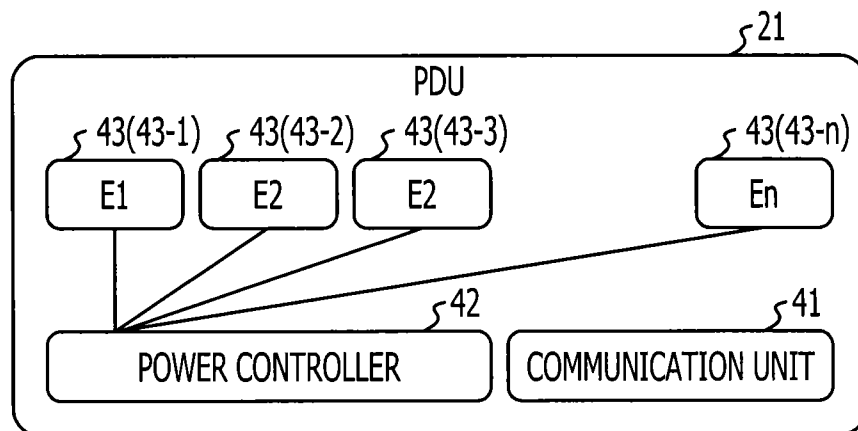 21
PDU
43(43-1) 43(43-2) 43(43-3) 43(43-n)
E1 E2 E2 En
42 41
POWER CONTROLLER COMMUNICATION UNIT